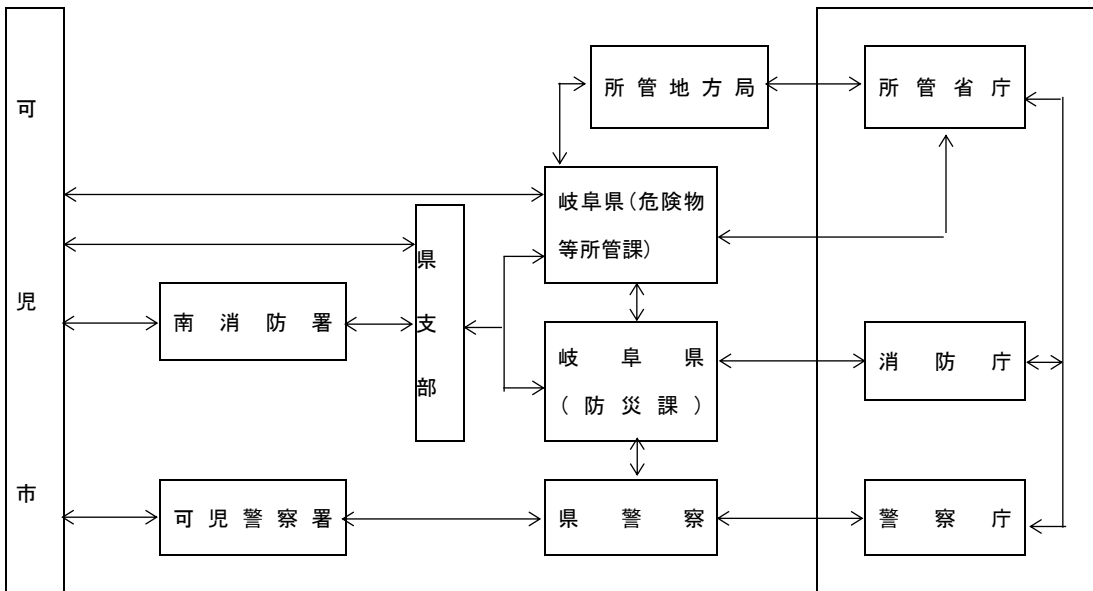 可児市
所管地方局
所管省庁
岐阜県(危険物
等所管課)
県支部
南消防署
岐阜県
(防災課)
消防庁
可児警察署
県警察
警察庁